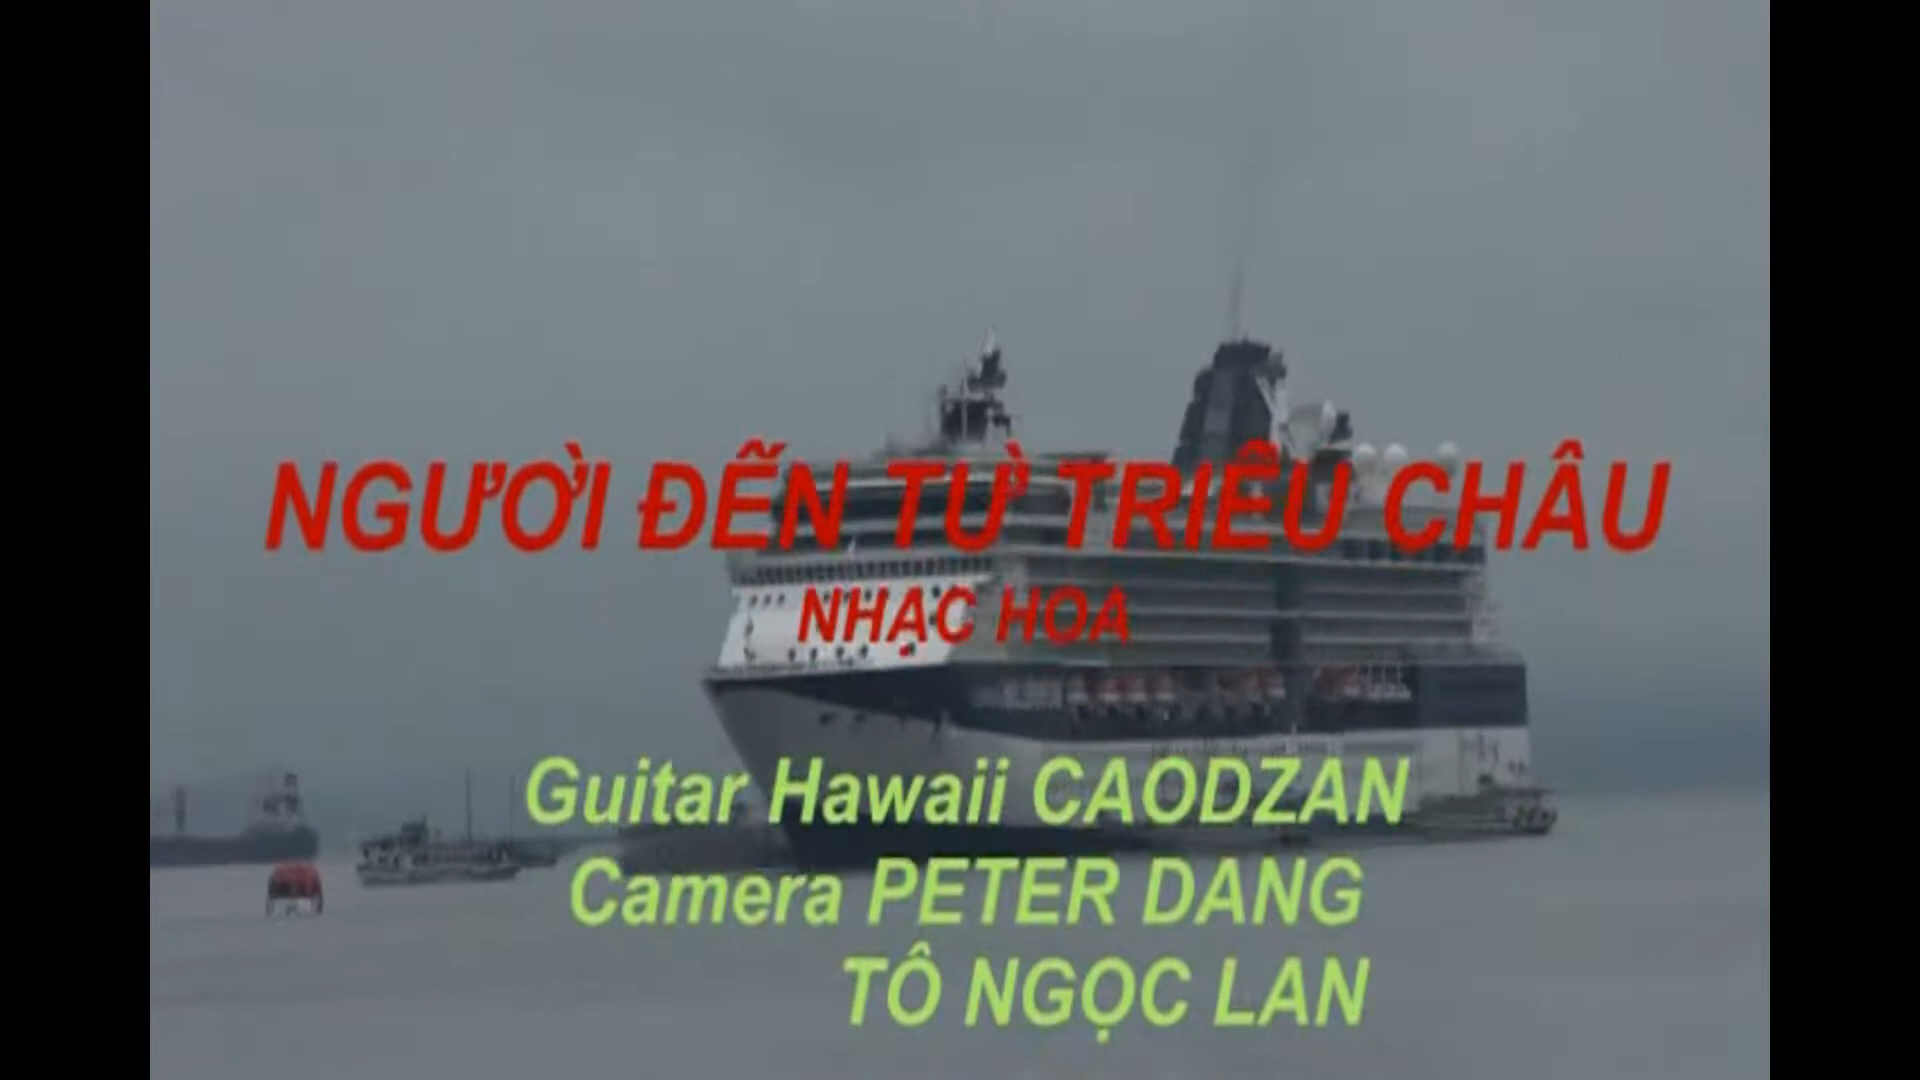 NGƯỜI ĐẾN TỪ TRIỀU CHÂU
NHẠC HOA
Guitar Hawaii CAODZAN
Camera PETER DANG
TÔ NGỌC LAN